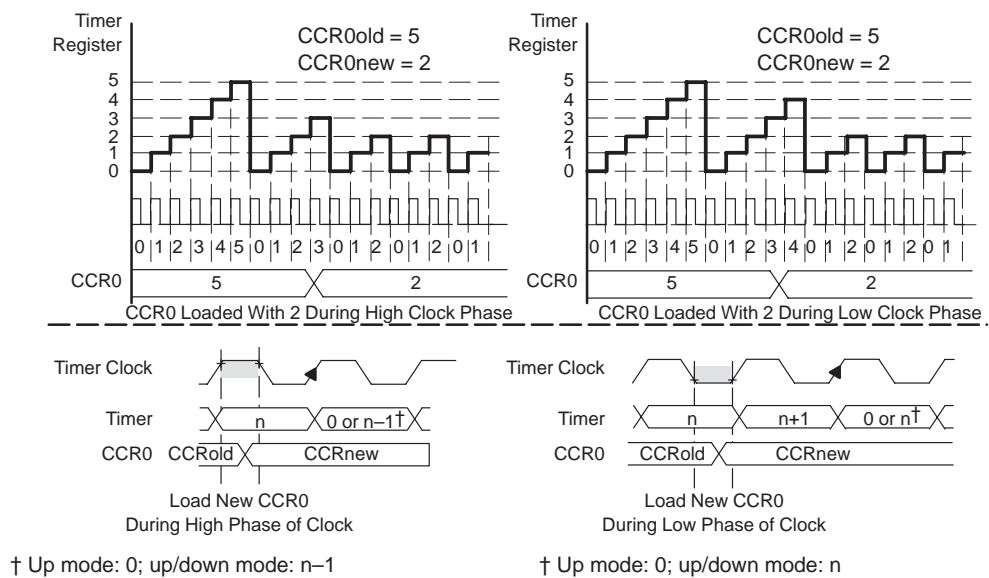 Timer
Register
CCR0old = 5
CCR0new = 2
5
4
3
2
1
0
0 1 2 3 4 5 0 1 2 3 0 1 2 0 1 2 0 1
CCR0
5
2
CCR0 Loaded With 2 During High Clock Phase
Timer
Register
CCR0old = 5
CCR0new = 2
5
4
3
2
1
0
0 1 2 3 4 5 0 1 2 3 4 0 1 2 0 1 2 0 1
CCR0
5
2
CCR0 Loaded With 2 During Low Clock Phase
Timer Clock
Timer
n
0 or n–1†
CCR0
CCRold
CCRnew
Load New CCR0
During High Phase of Clock
† Up mode: 0; up/down mode: n–1
Timer Clock
Timer
n
n+1
0 or n†
CCR0
CCRold
CCRnew
Load New CCR0
During Low Phase of Clock
† Up mode: 0; up/down mode: n